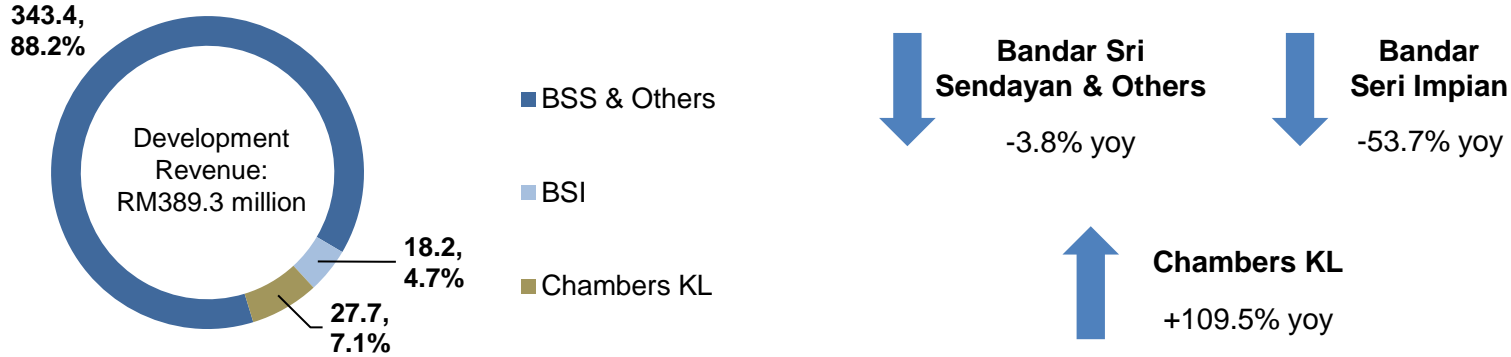 343.4,
88.2%
Development
Revenue:
RM389.3 million
18.2,
4.7%
27.7,
7.1%
BSS & Others
BSI
Chambers KL
Bandar Sri
Sendayan & Others
-3.8% yoy
Bandar
Seri Impian
-53.7% yoy
Chambers KL
+109.5% yoy